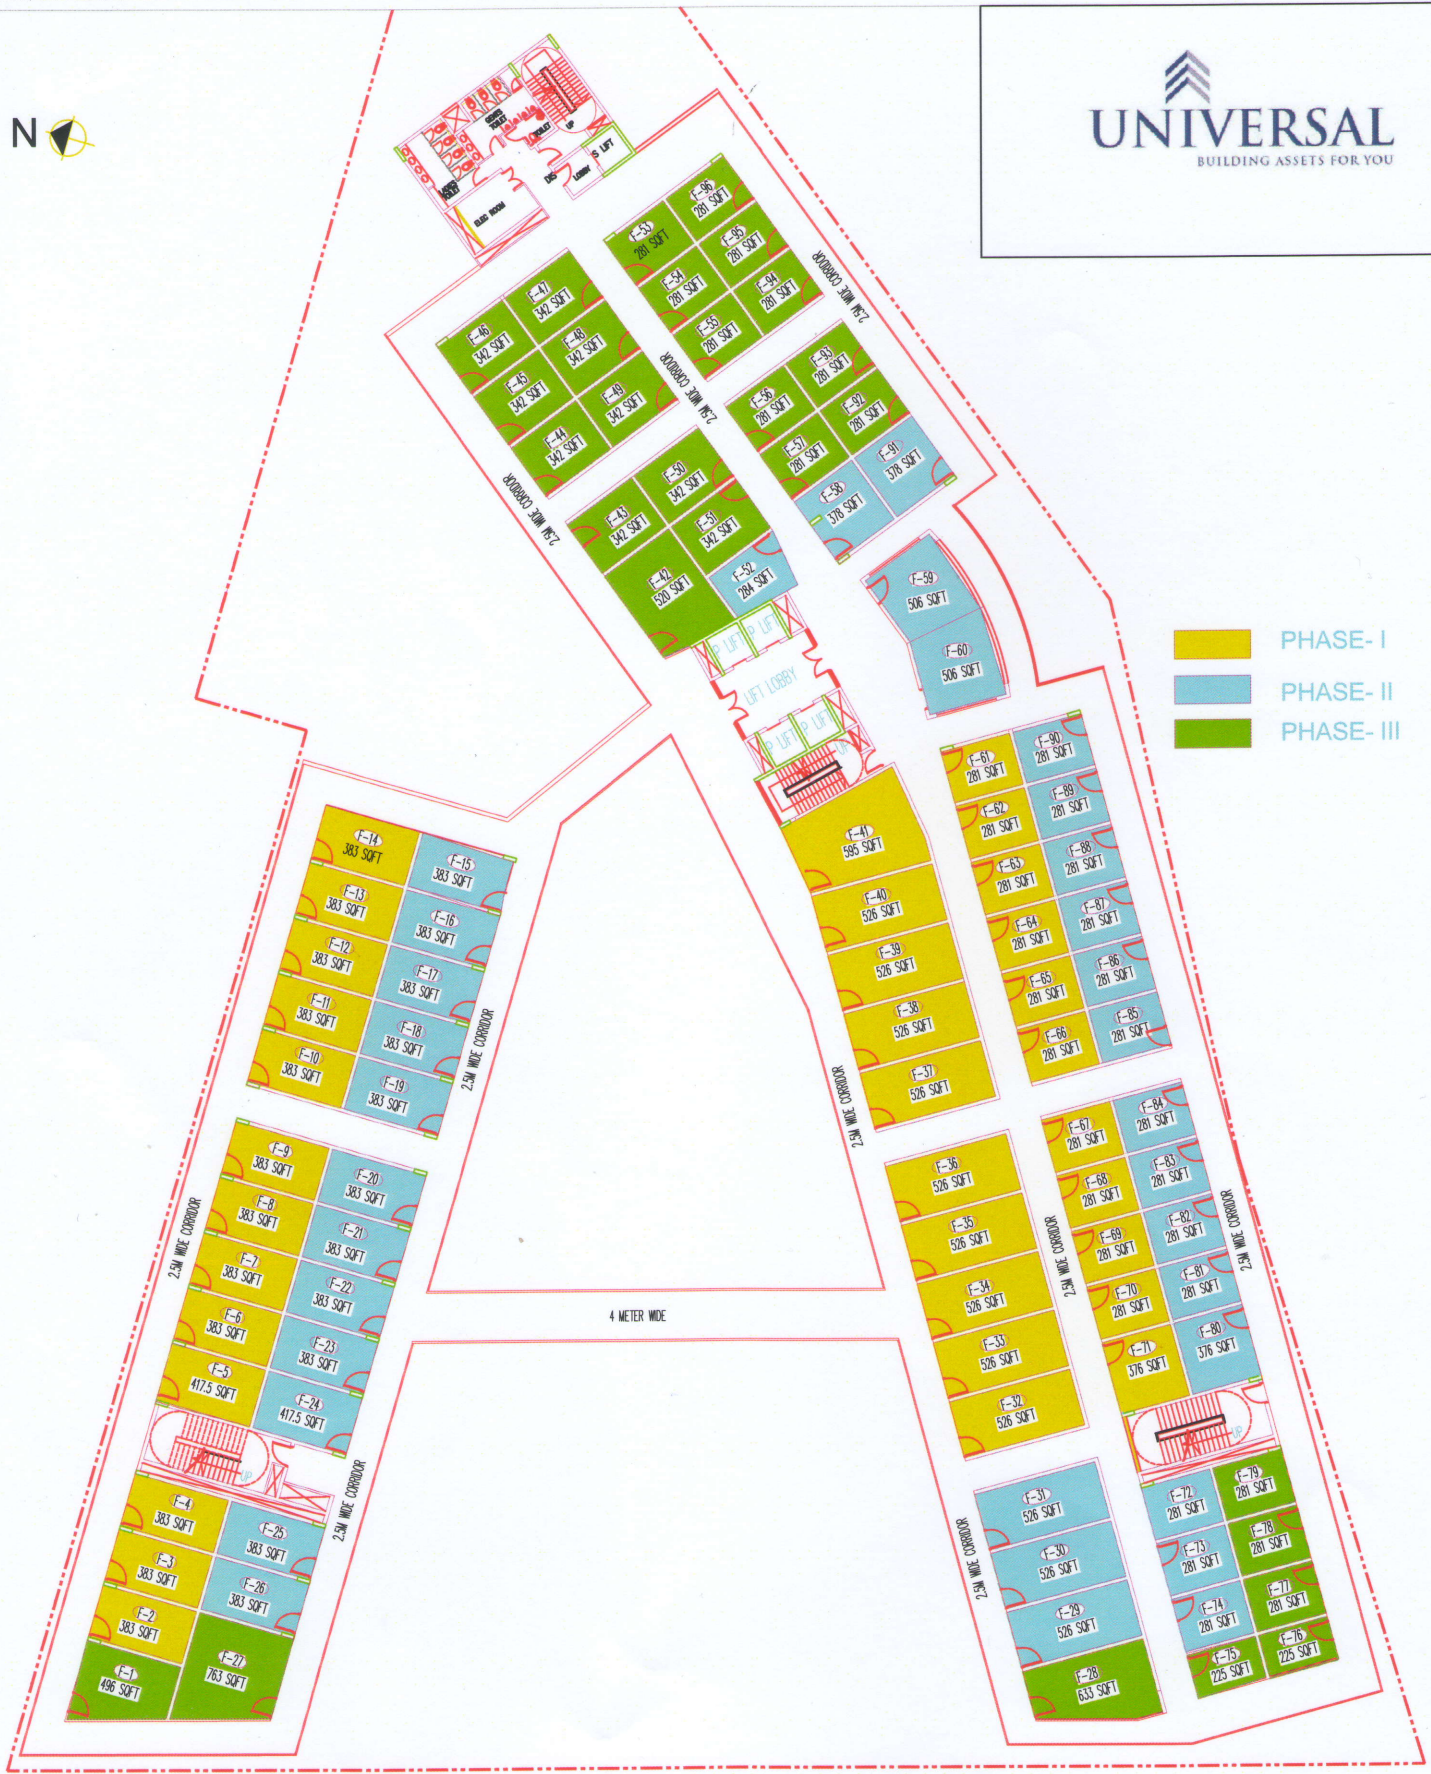 N
UNIVERSAL
BUILDING ASSETS FOR YOU
GENTS
TOILET
TOILET
UP
S LIFT
LOBBY
DIS
LADIES
TOILET
ELEC ROOM
F-96
281 SQFT
F-53
281 SQFT
F-95
281 SQFT
F-54
281 SQFT
F-94
281 SQFT
F-55
281 SQFT
2.5M WIDE CORRIDOR
F-47
342 SQFT
F-46
342 SQFT
F-48
342 SQFT
F-45
342 SQFT
F-49
342 SQFT
F-44
342 SQFT
2.5M WIDE CORRIDOR
2.5M WIDE CORRIDOR
F-93
281 SQFT
F-56
281 SQFT
F-92
281 SQFT
F-57
281 SQFT
F-91
378 SQFT
F-58
378 SQFT
F-50
342 SQFT
F-43
342 SQFT
F-51
342 SQFT
F-42
520 SQFT
F-52
284 SQFT
F-59
506 SQFT
F-60
506 SQFT
P LIFT
P LIFT
LIFT LOBBY
P LIFT
P LIFT
UP
PHASE- I
PHASE- II
PHASE- III
F-61
281 SQFT
F-90
281 SQFT
F-62
281 SQFT
F-89
281 SQFT
F-63
281 SQFT
F-88
281 SQFT
F-64
281 SQFT
F-87
281 SQFT
F-65
281 SQFT
F-86
281 SQFT
F-66
281 SQFT
F-85
281 SQFT
F-41
595 SQFT
F-40
526 SQFT
F-39
526 SQFT
F-38
526 SQFT
F-37
526 SQFT
2.5M WIDE CORRIDOR
F-14
383 SQFT
F-15
383 SQFT
F-13
383 SQFT
F-16
383 SQFT
F-12
383 SQFT
F-17
383 SQFT
F-11
383 SQFT
F-18
383 SQFT
F-10
383 SQFT
F-19
383 SQFT
2.5M WIDE CORRIDOR
F-9
383 SQFT
F-20
383 SQFT
F-8
383 SQFT
F-21
383 SQFT
F-7
383 SQFT
F-22
383 SQFT
F-6
383 SQFT
F-23
383 SQFT
F-5
417.5 SQFT
F-24
417.5 SQFT
2.5M WIDE CORRIDOR
UP
2.5M WIDE CORRIDOR
F-4
383 SQFT
F-25
383 SQFT
F-3
383 SQFT
F-26
383 SQFT
F-2
383 SQFT
F-27
763 SQFT
F-1
496 SQFT
4 METER WIDE
F-36
526 SQFT
F-35
526 SQFT
F-34
526 SQFT
F-33
526 SQFT
F-32
526 SQFT
2.5M WIDE CORRIDOR
F-67
281 SQFT
F-84
281 SQFT
F-68
281 SQFT
F-83
281 SQFT
F-69
281 SQFT
F-82
281 SQFT
F-70
281 SQFT
F-81
281 SQFT
F-71
376 SQFT
F-80
376 SQFT
2.5M WIDE CORRIDOR
UP
F-31
526 SQFT
F-30
526 SQFT
F-29
526 SQFT
F-28
633 SQFT
2.5M WIDE CORRIDOR
F-72
281 SQFT
F-79
281 SQFT
F-73
281 SQFT
F-78
281 SQFT
F-74
281 SQFT
F-77
281 SQFT
F-75
225 SQFT
F-76
225 SQFT